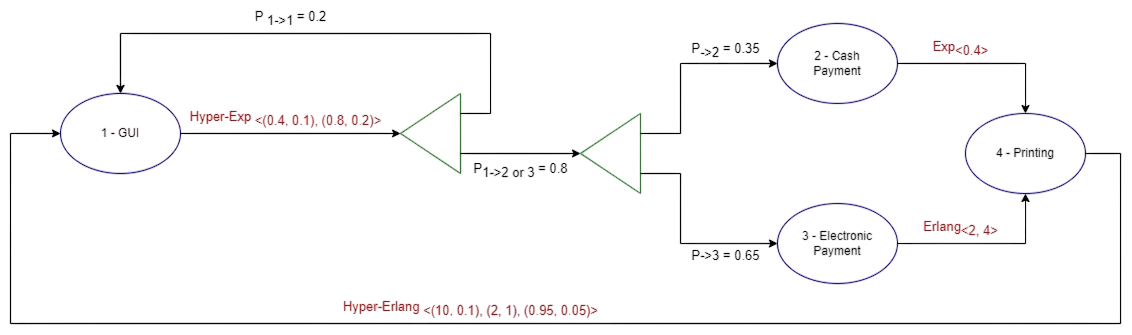 P 1->1 = 0.2
1 - GUI
Hyper-Exp <(0.4, 0.1), (0.8, 0.2)>
P1->2 or 3 = 0.8
P->2 = 0.35
2 - Cash
Payment
Exp<0.4>
4 - Printing
P->3 = 0.65
3 - Electronic
Payment
Erlang<2, 4>
Hyper-Erlang <(10, 0.1), (2, 1), (0.95, 0.05)>